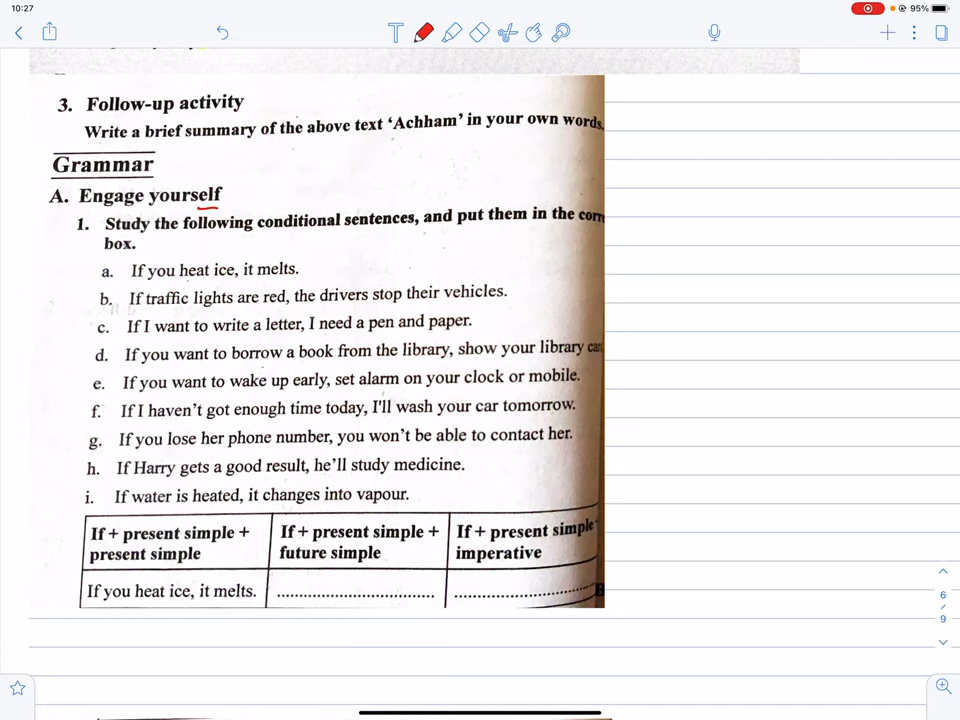 10:27
95%
3. Follow-up activity
Write a brief summary of the above text ‘Achham’ in your own words.
Grammar
A. Engage yourself
1. Study the following conditional sentences, and put them in the
box.
a. If you heat ice, it melts.
b. If traffic lights are red, the drivers stop their vehicles.
c. If I want to write a letter, I need a pen and paper.
d. If you want to borrow a book from the library, show your library
e. If you want to wake up early, set alarm on your clock or mobile.
f. If I haven’t got enough time today, I'll wash your car tomorrow.
g. If you lose her phone number, you won’t be able to contact her.
h. If Harry gets a good result, he’ll study medicine.
i. If water is heated, it changes into vapour.
If + present simple + If + present simple + If + present simple
present simple future simple imperative
If you heat ice, it melts.
6
/
9